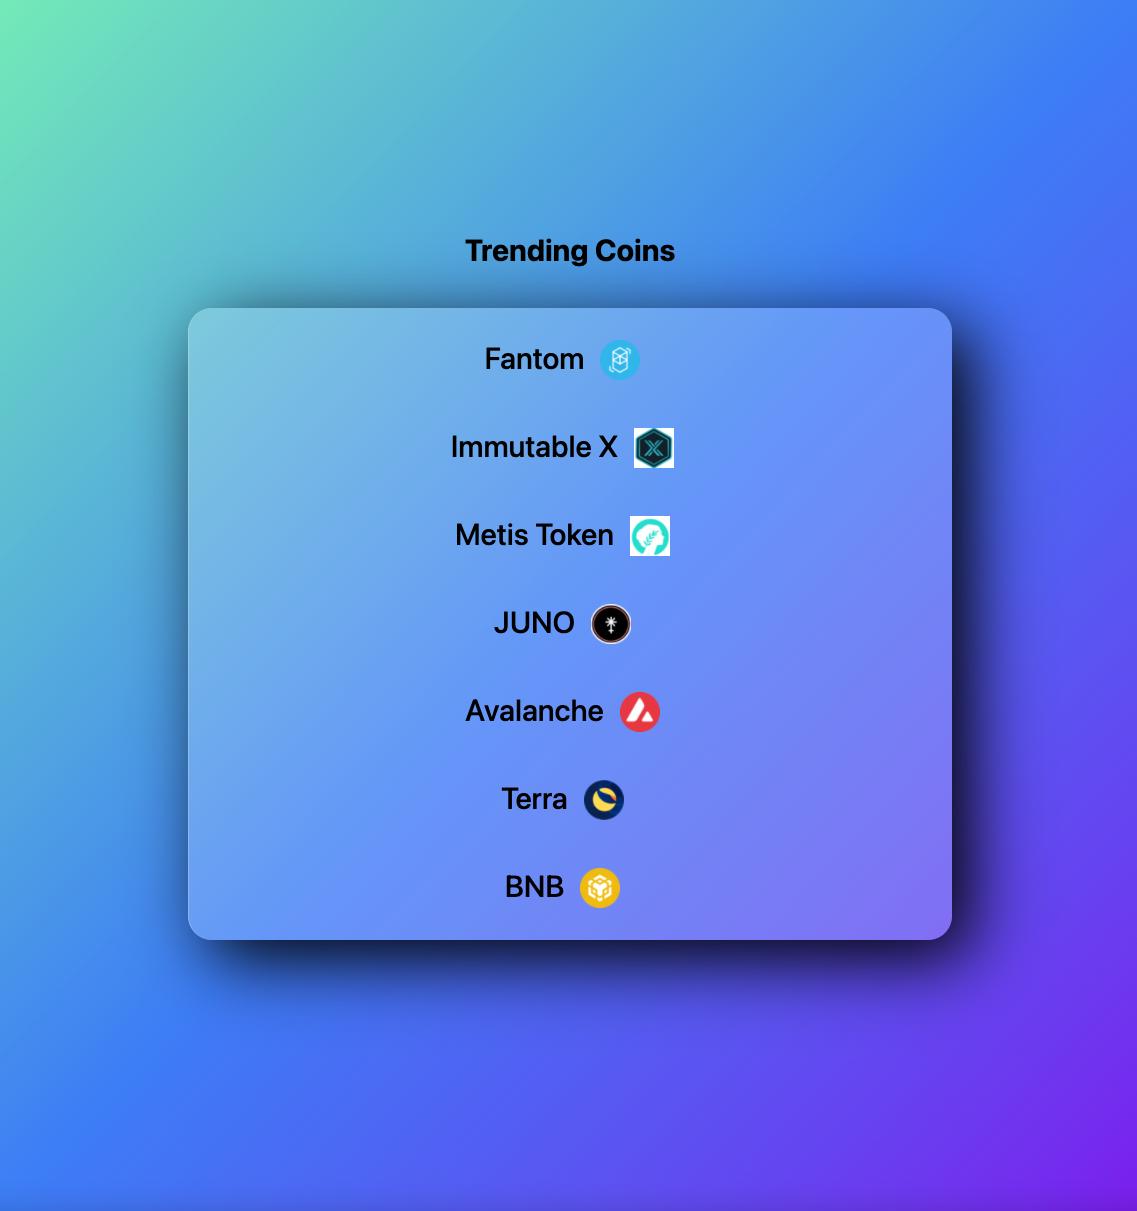 Trending Coins
Fantom
Immutable X
Metis Token
JUNO
Avalanche
Terra
BNB